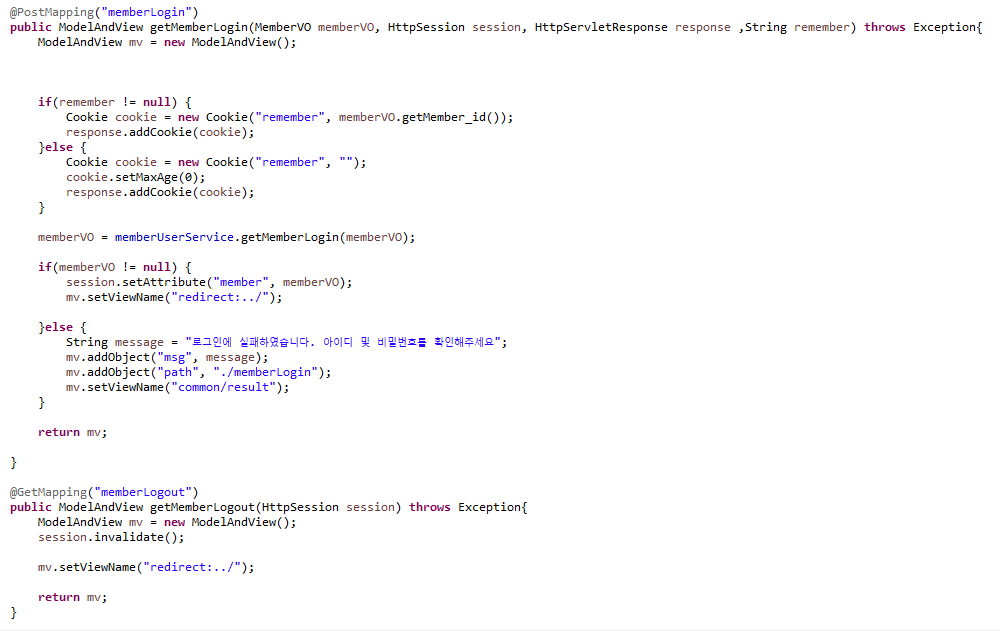 @PostMapping("memberLogin")
public ModelAndView getMemberLogin(MemberVO memberVO, HttpSession session, HttpServletResponse response ,String remember) throws Exception{
ModelAndView mv = new ModelAndView();
if(remember != null) {
Cookie cookie = new Cookie("remember", memberVO.getMember_id());
response.addCookie(cookie);
}else {
Cookie cookie = new Cookie("remember", "");
cookie.setMaxAge(0);
response.addCookie(cookie);
}
memberVO = memberUserService.getMemberLogin(memberVO);
if(memberVO != null) {
session.setAttribute("member", memberVO);
mv.setViewName("redirect:../");
}else {
String message = "로그인에 실패하였습니다. 아이디 및 비밀번호를 확인해주세요";
mv.addObject("msg", message);
mv.addObject("path", "./memberLogin");
mv.setViewName("common/result");
}
return mv;
}
@GetMapping("memberLogout")
public ModelAndView getMemberLogout(HttpSession session) throws Exception{
ModelAndView mv = new ModelAndView();
session.invalidate();
mv.setViewName("redirect:../");
return mv;
}